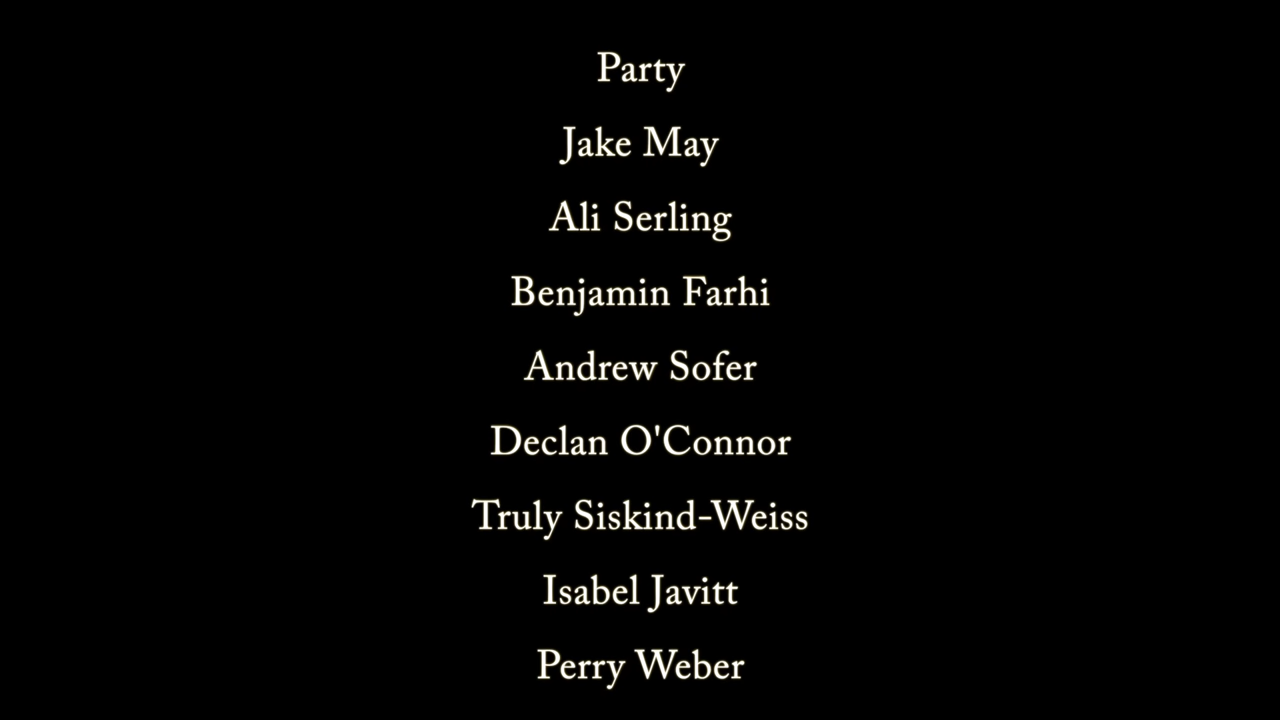 Party
Jake May
Ali Serling
Benjamin Farhi
Andrew Sofer
Declan O'Connor
Truly Siskind-Weiss
Isabel Javitt
Perry Weber